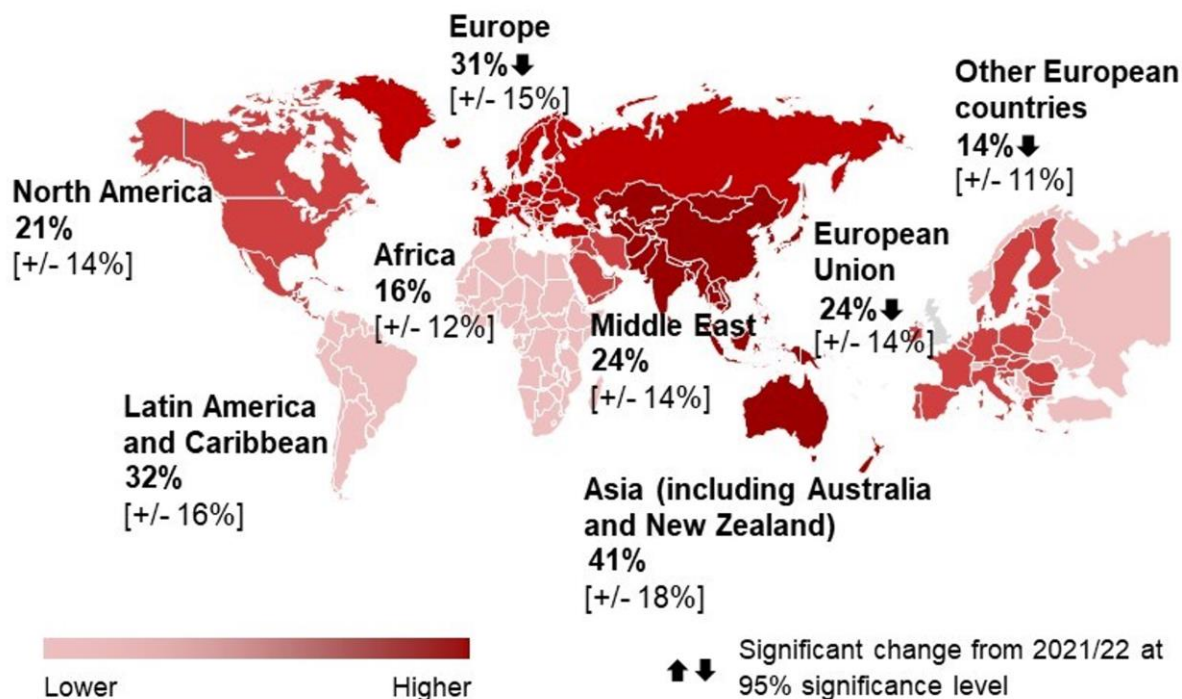 Europe
31%⬇
[+/- 15%]
Other European
countries
14%⬇
[+/- 11%]
North America
21%
[+/- 14%]
Africa
16%
[+/- 12%]
European
Union
24%⬇
[+/- 14%]
Middle East
24%
[+/- 14%]
Latin America
and Caribbean
32%
[+/- 16%]
Asia (including Australia
and New Zealand)
41%
[+/- 18%]
Lower
Higher
⬆⬇
Significant change from 2021/22 at
95% significance level